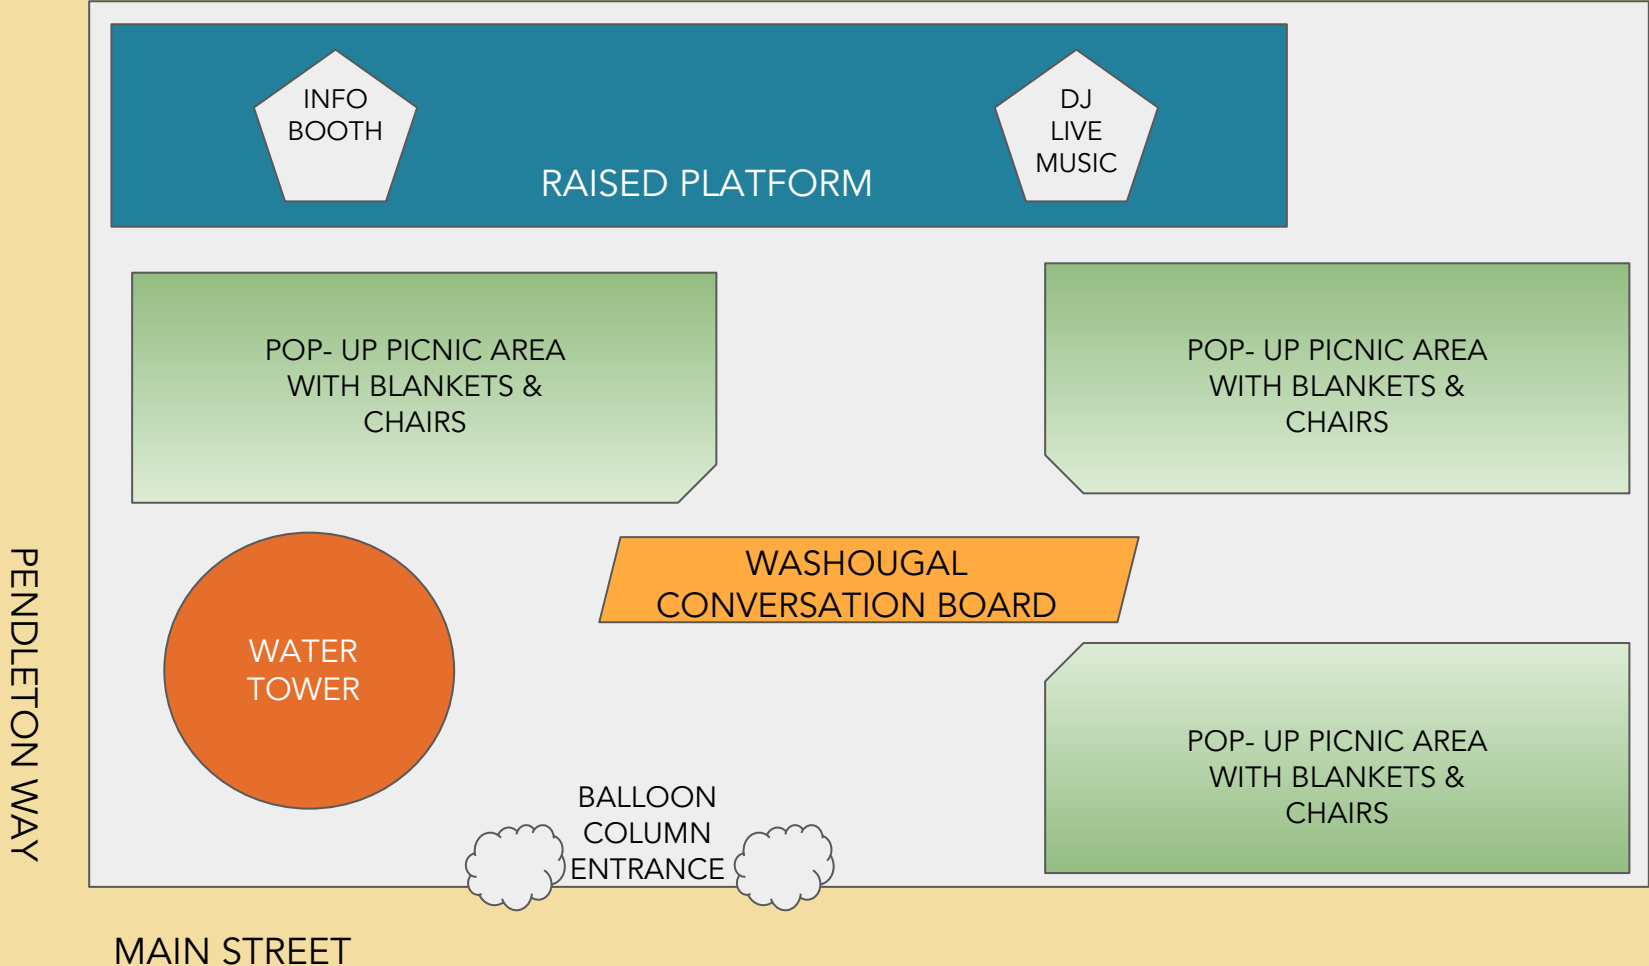 INFO
BOOTH
DJ
LIVE
MUSIC
RAISED PLATFORM
POP- UP PICNIC AREA
WITH BLANKETS &
CHAIRS
POP- UP PICNIC AREA
WITH BLANKETS &
CHAIRS
WASHOUGAL
CONVERSATION BOARD
WATER
TOWER
POP- UP PICNIC AREA
WITH BLANKETS &
CHAIRS
BALLOON
COLUMN
ENTRANCE
PENDLETON WAY
MAIN STREET